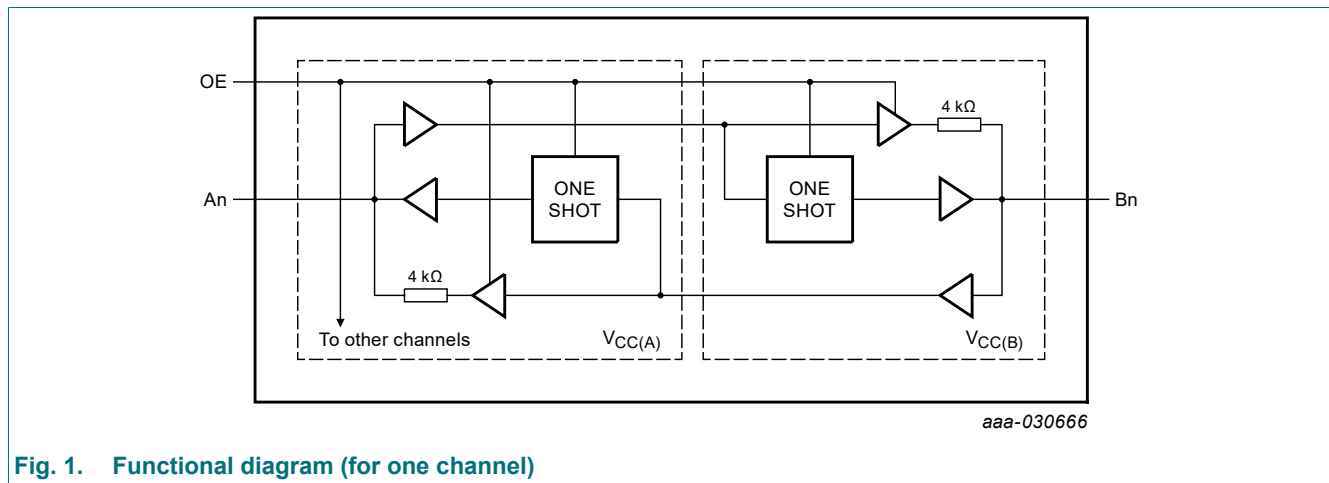 OE
4 kΩ
An
ONE
SHOT
ONE
SHOT
Bn
4 kΩ
To other channels
VCC(A)
VCC(B)
aaa-030666
Fig. 1. Functional diagram (for one channel)